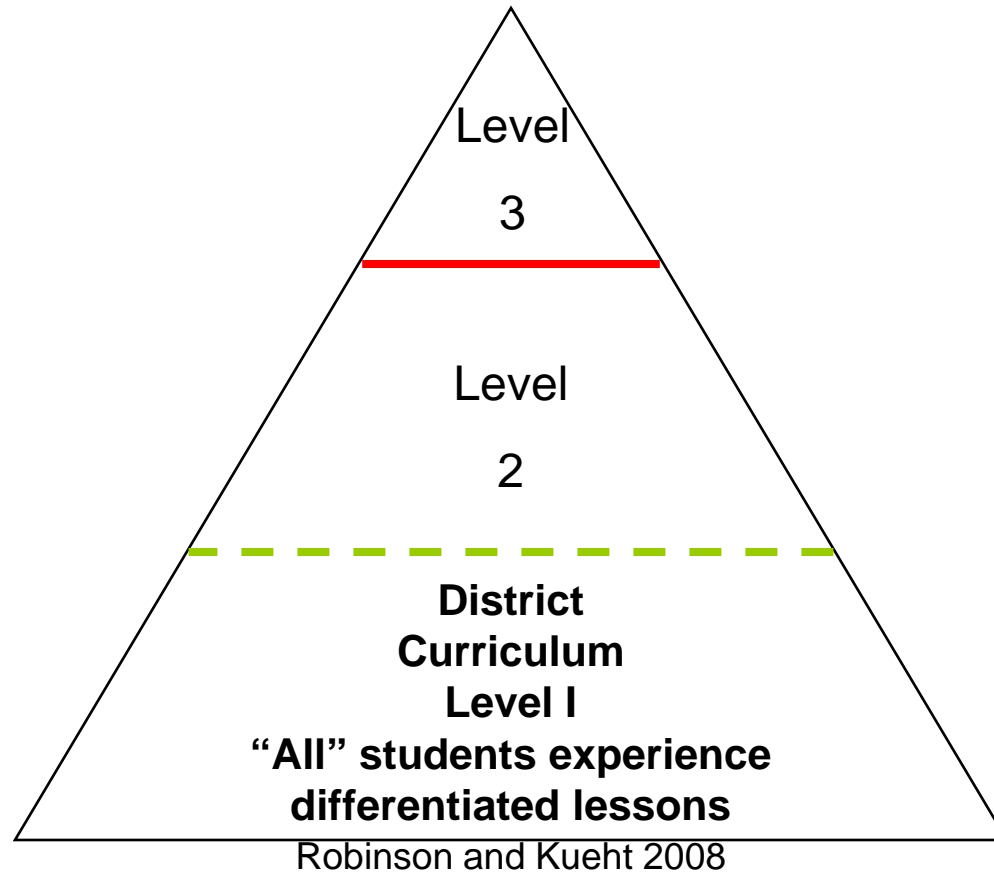 Level
3
Level
2
District
Curriculum
Level I
“All” students experience
differentiated lessons
Robinson and Kueht 2008